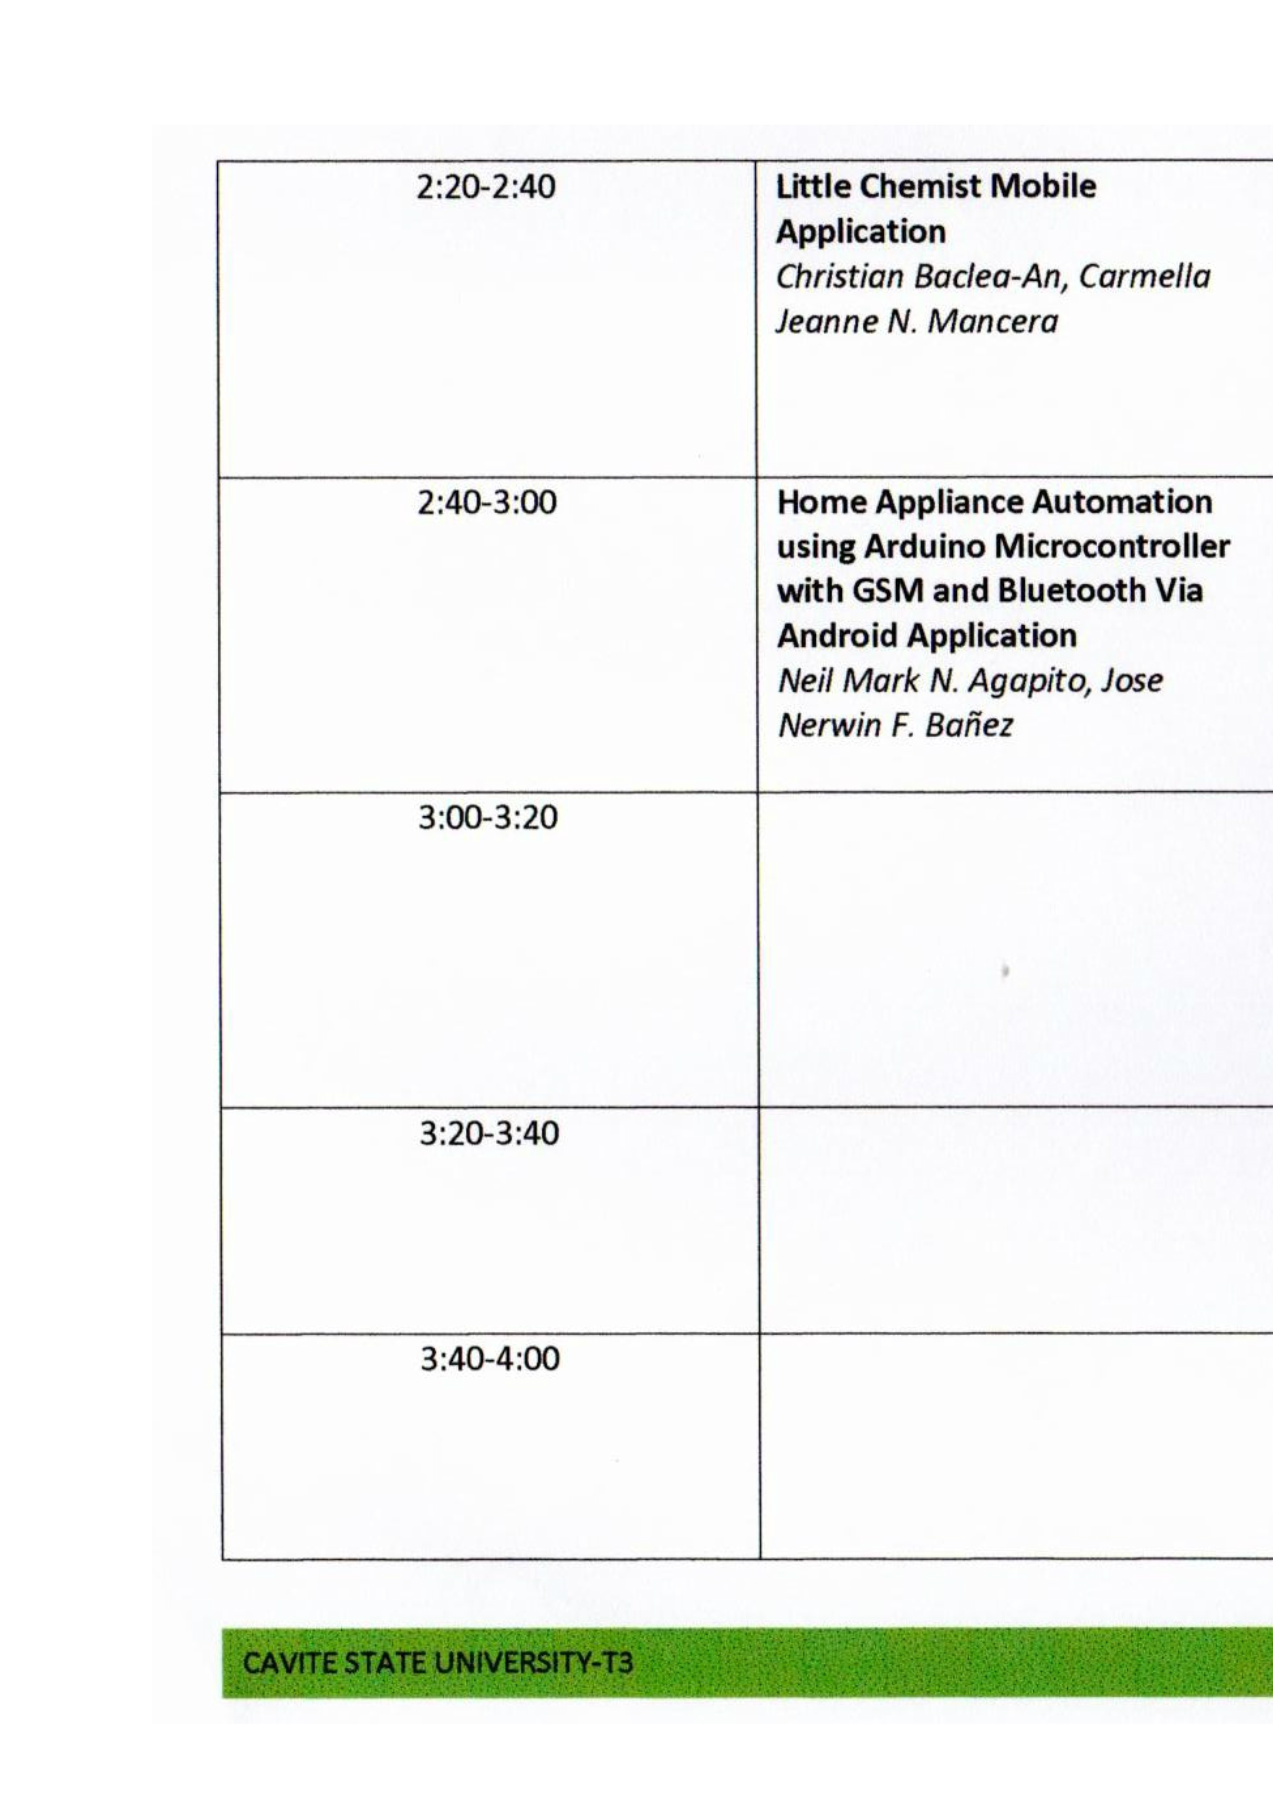 2:20-2:40
Little Chemist Mobile
Application
Christian Baclea-An, Carmella
Jeanne N. Mancera
2:40-3:00
Home Appliance Automation
using Arduino Microcontroller
with GSM and Bluetooth Via
Android Application
Neil Mark N. Agapito, Jose
Nerwin F. Bañez
3:00-3:20
3:20-3:40
3:40-4:00
CAVITE STATE UNIVERSITY-T3